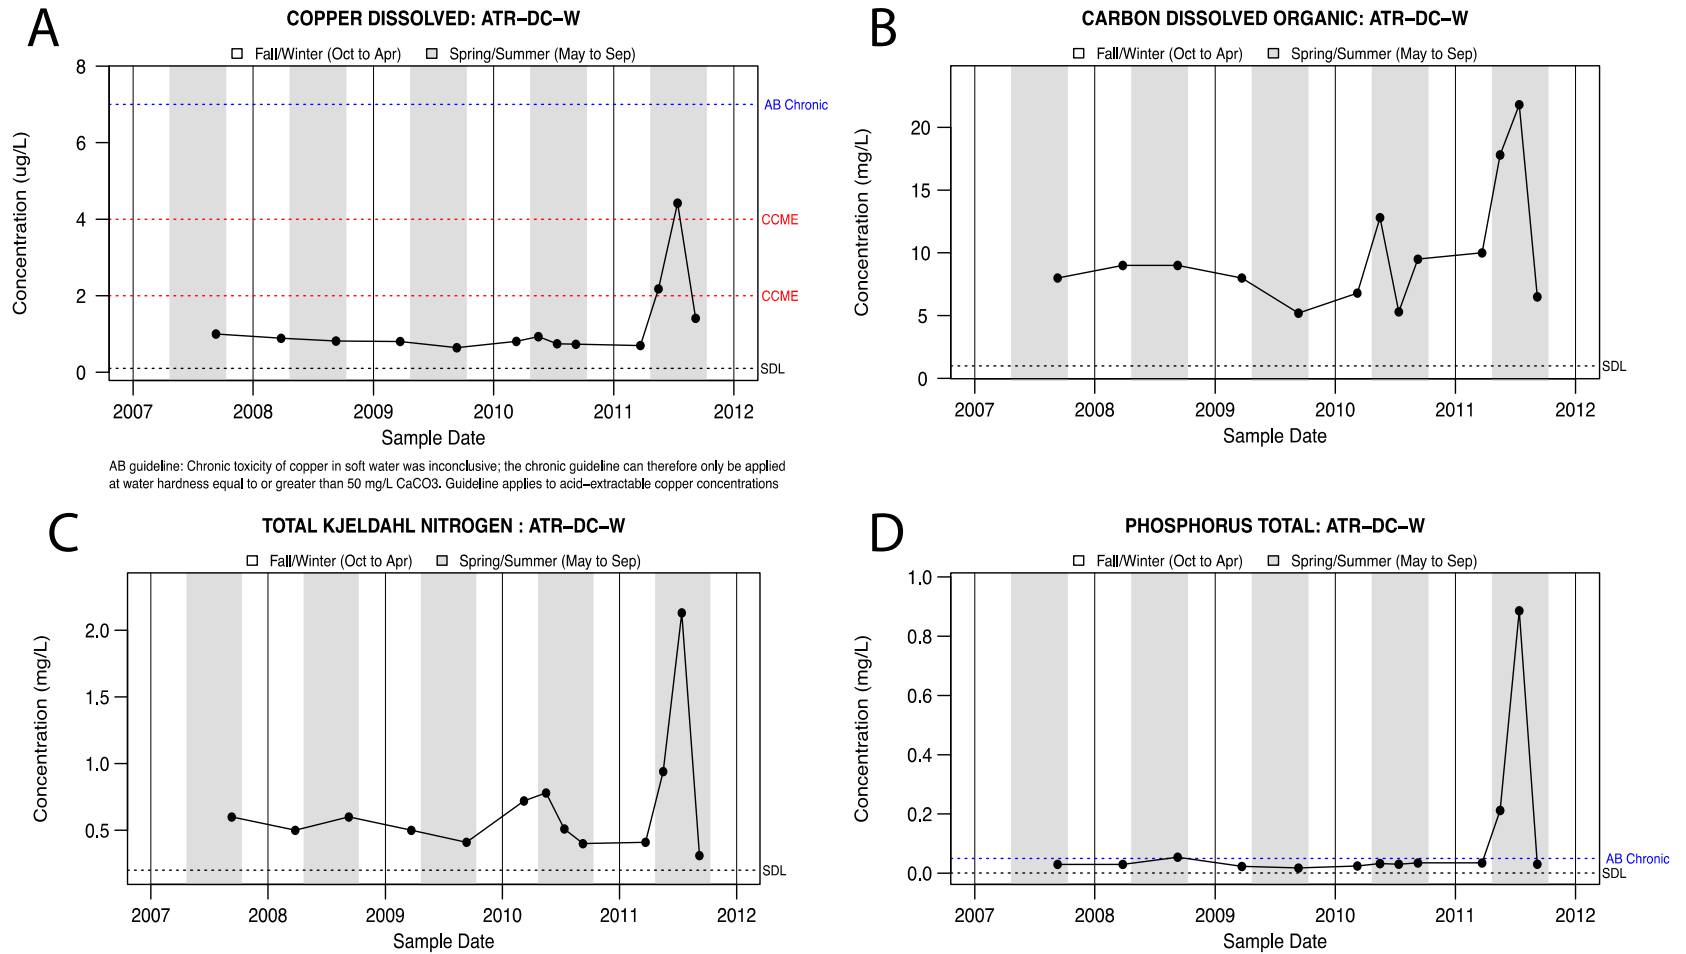 A
COPPER DISSOLVED: ATR–DC–W
Fall/Winter (Oct to Apr) Spring/Summer (May to Sep)
Concentration (ug/L)
8
6
4
2
0
AB Chronic
CCME
CCME
SDL
2007 2008 2009 2010 2011 2012
Sample Date
AB guideline: Chronic toxicity of copper in soft water was inconclusive; the chronic guideline can therefore only be applied
at water hardness equal to or greater than 50 mg/L CaCO3. Guideline applies to acid–extractable copper concentrations
B
CARBON DISSOLVED ORGANIC: ATR–DC–W
Fall/Winter (Oct to Apr) Spring/Summer (May to Sep)
Concentration (mg/L)
20
15
10
5
0
SDL
2007 2008 2009 2010 2011 2012
Sample Date
C
TOTAL KJELDAHL NITROGEN : ATR–DC–W
Fall/Winter (Oct to Apr) Spring/Summer (May to Sep)
Concentration (mg/L)
2.0
1.5
1.0
0.5
SDL
2007 2008 2009 2010 2011 2012
Sample Date
D
PHOSPHORUS TOTAL: ATR–DC–W
Fall/Winter (Oct to Apr) Spring/Summer (May to Sep)
Concentration (mg/L)
1.0
0.8
0.6
0.4
0.2
0.0
AB Chronic
SDL
2007 2008 2009 2010 2011 2012
Sample Date